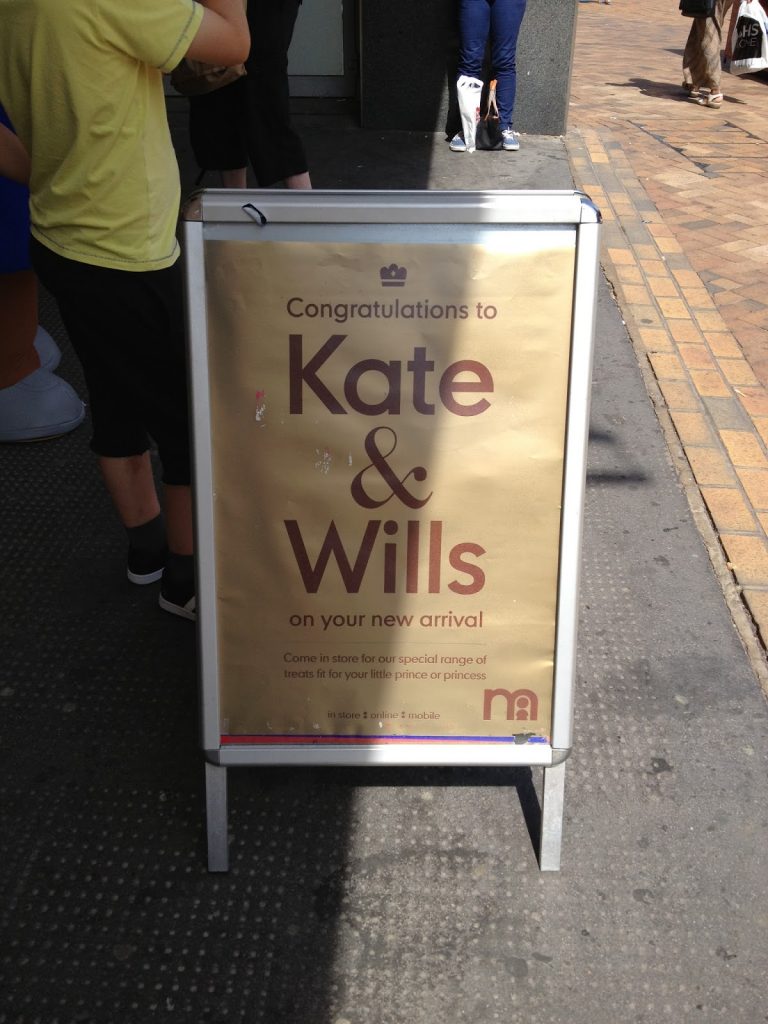 Congratulations to
Kate
&
Wills
on your new arrival
Come in store for our special range of
treats fit for your little prince or princess
in store : online : mobile
m